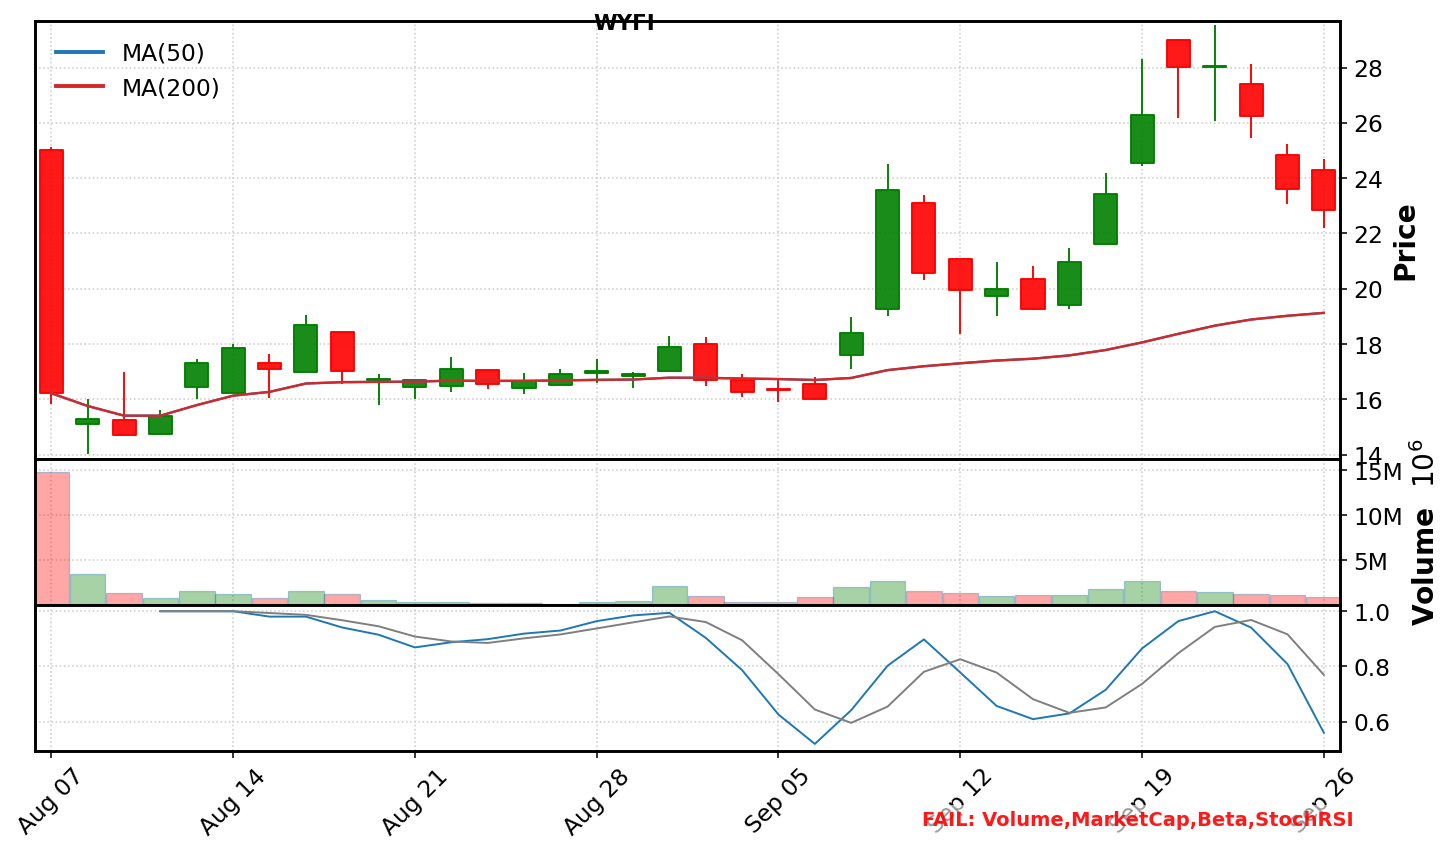 WYFI
MA(50)
MA(200)
28
26
24
22
20
18
16
14
Price
15M
10M
5M
Volume 10⁶
1.0
0.8
0.6
Aug 07
Aug 14
Aug 21
Aug 28
Sep 05
Sep 12
Sep 19
Sep 26
FAIL: Volume,MarketCap,Beta,StochRSI